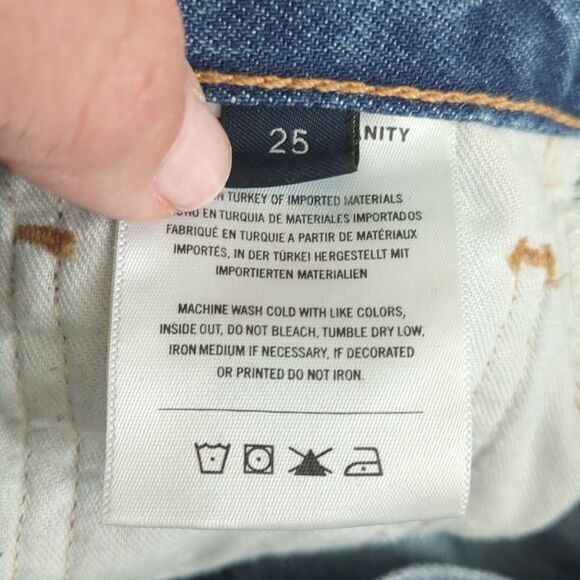 25
NITY
IN TURKEY OF IMPORTED MATERIALS
EN TURQUIA DE MATERIALES IMPORTADOS
FABRIQUÉ EN TURQUIE A PARTIR DE MATÉRIAUX
IMPORTÉS, IN DER TÜRKEI HERGESTELLT MIT
IMPORTIERTEN MATERIALIEN
MACHINE WASH COLD WITH LIKE COLORS,
INSIDE OUT, DO NOT BLEACH, TUMBLE DRY LOW,
IRON MEDIUM IF NECESSARY, IF DECORATED
OR PRINTED DO NOT IRON.